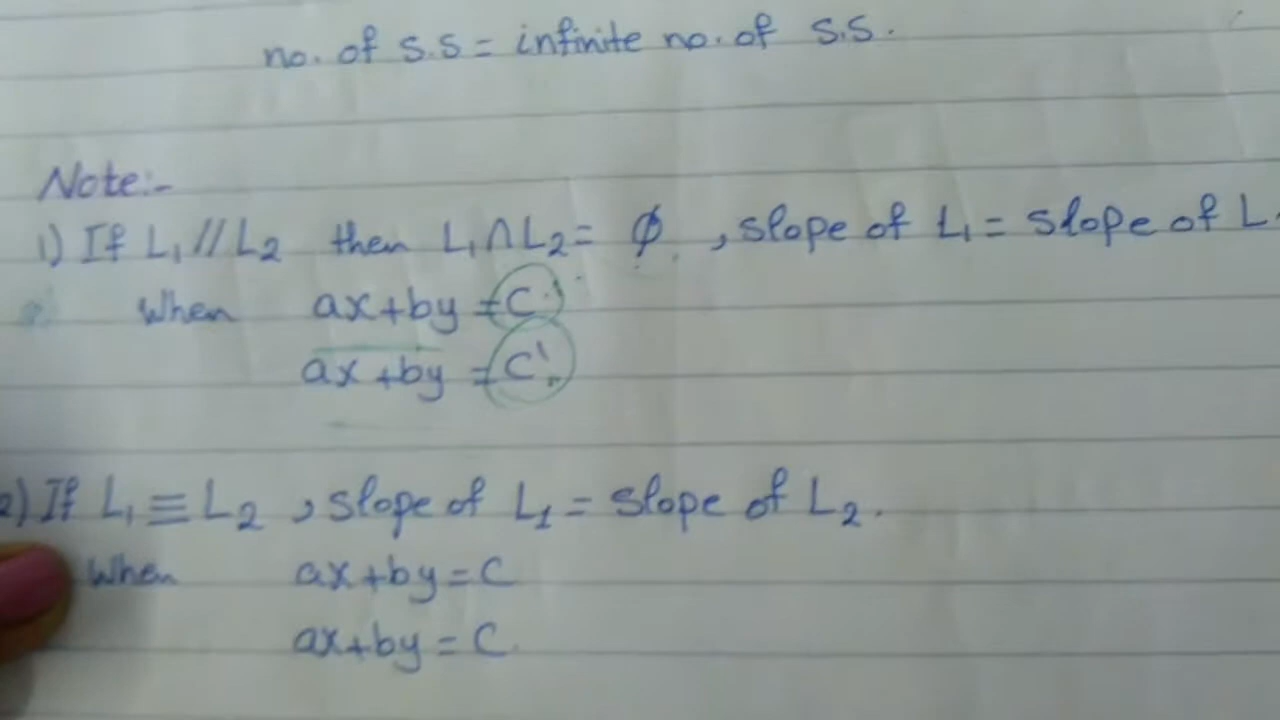 no. of s.s = infinite no. of s.s.
Note:-
1) If L₁ // L₂ then L₁ ∩ L₂ = ϕ, slope of L₁ = slope of L
When ax+by = C
ax+by = C'
2) If L₁ ≡ L₂, slope of L₁ = slope of L₂.
When ax+by = C
ax+by = C